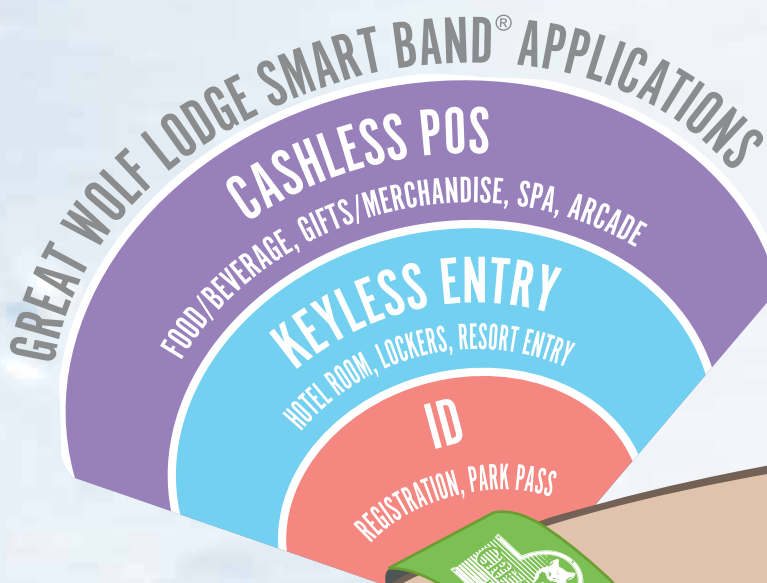 GREAT WOLF LODGE SMART BAND® APPLICATIONS
CASHLESS POS
FOOD/BEVERAGE, GIFTS/MERCHANDISE, SPA, ARCADE
KEYLESS ENTRY
HOTEL ROOM, LOCKERS, RESORT ENTRY
ID
REGISTRATION, PARK PASS